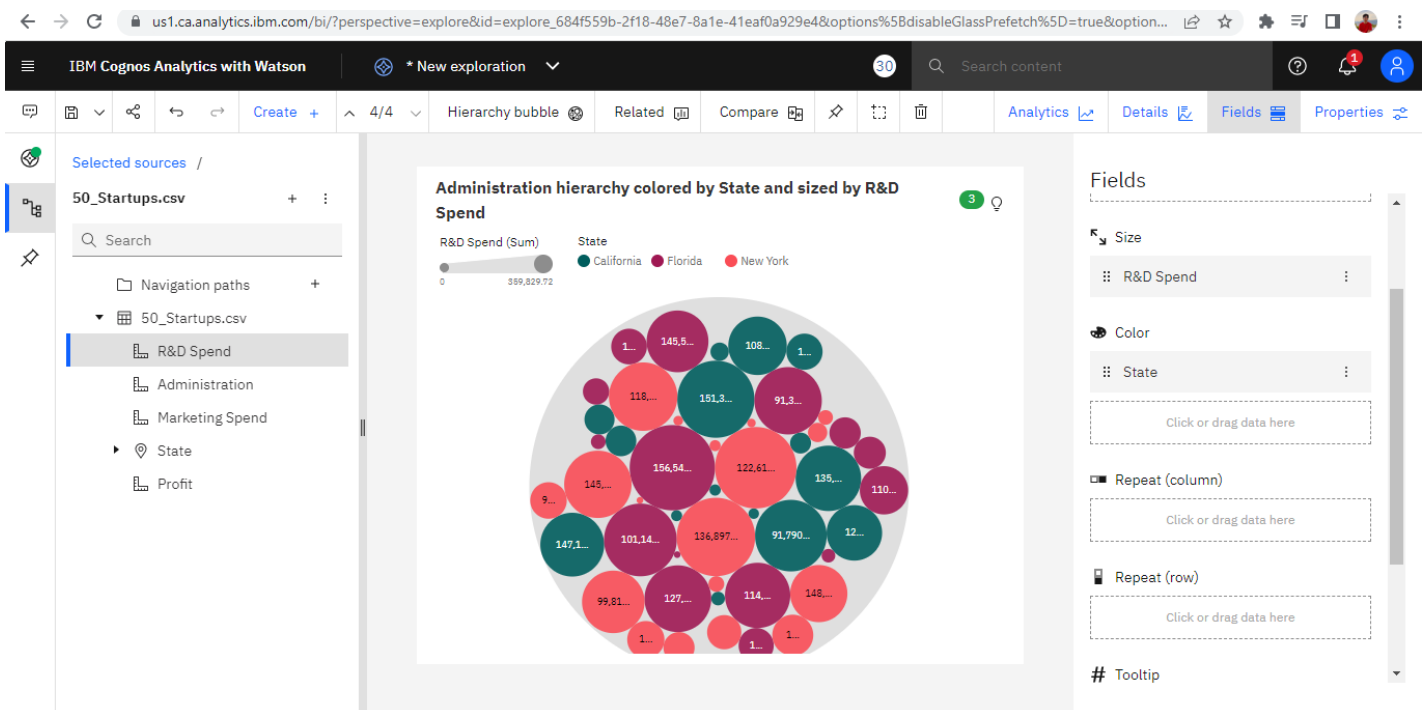 us1.ca.analytics.ibm.com/bi/?perspective=explore&id=explore_684f559b-2f18-48e7-8a1e-41eaf0a929e4&options%5BdisableGlassPrefetch%5D=true&option...
IBM Cognos Analytics with Watson
* New exploration
30
Search content
1
Create +
4/4
Hierarchy bubble
Related
Compare
Analytics
Details
Fields
Properties
Selected sources /
50_Startups.csv
Search
Navigation paths
50_Startups.csv
R&D Spend
Administration
Marketing Spend
State
Profit
Administration hierarchy colored by State and sized by R&D
Spend
3
R&D Spend (Sum)
State
California
Florida
New York
0
359,829.72
1...
145,5...
108...
1...
118,...
151,3...
91,3...
156,54...
122,61...
145,...
135,...
110...
9...
147,1...
101,14...
136,897...
91,790...
12...
99,81...
127,...
114,...
148,...
1...
1...
1...
Fields
Size
R&D Spend
Color
State
Click or drag data here
Repeat (column)
Click or drag data here
Repeat (row)
Click or drag data here
# Tooltip